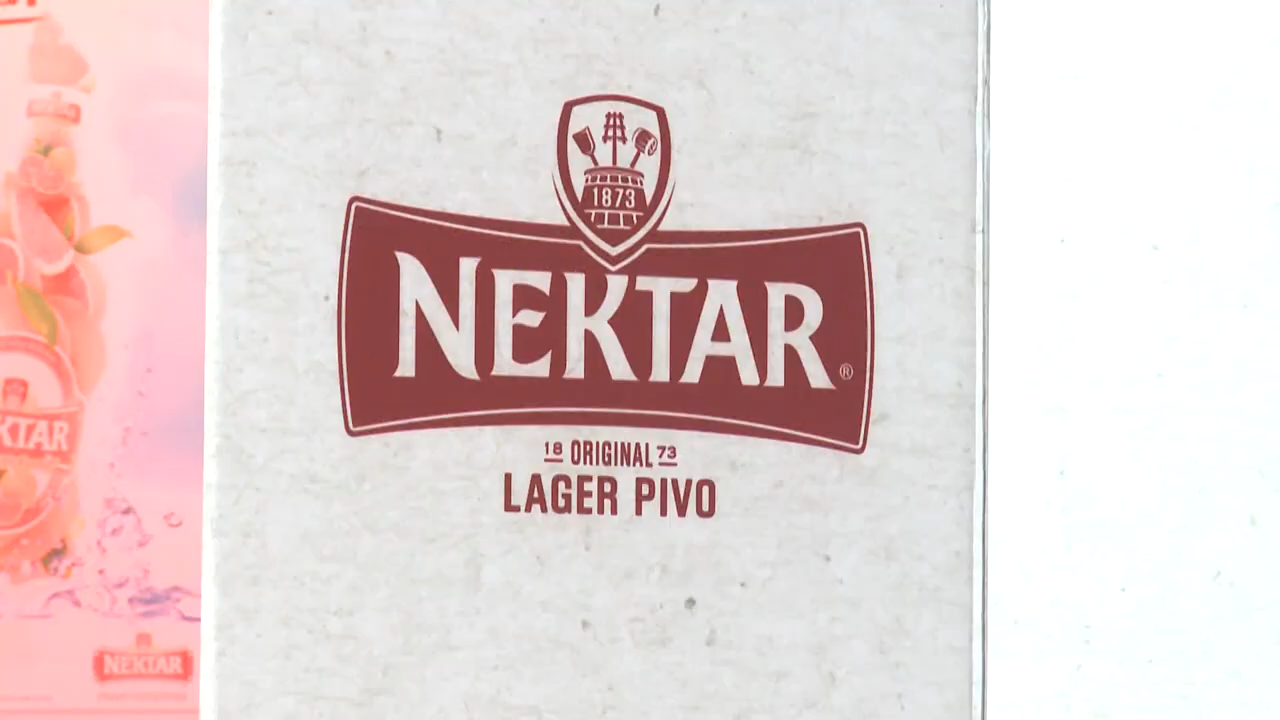 1873
NEKTAR
®
18 ORIGINAL 73
LAGER PIVO
KTAR
NEKTAR